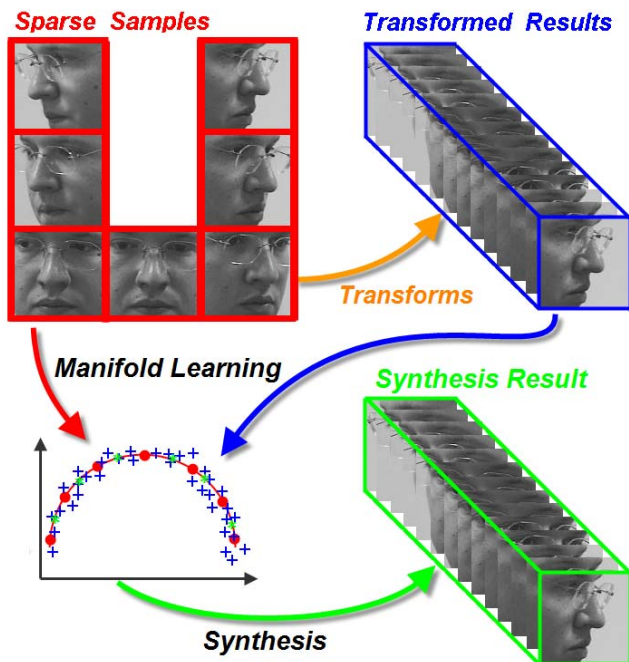 Sparse Samples
Transformed Results
Transforms
Manifold Learning
Synthesis Result
Synthesis